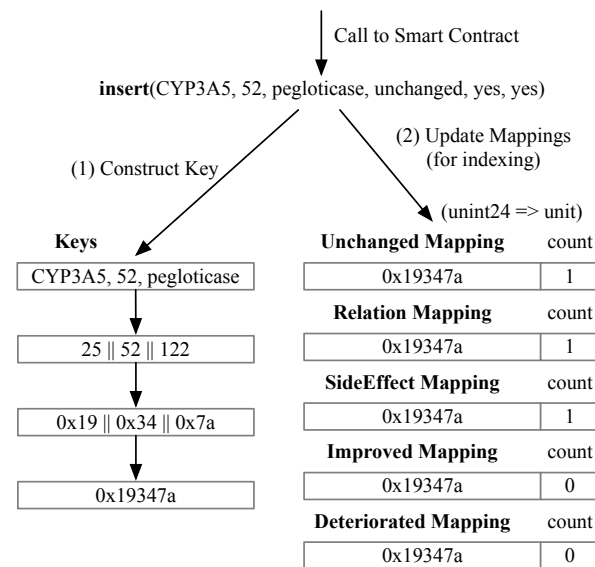 Call to Smart Contract
insert(CYP3A5, 52, pegloticase, unchanged, yes, yes)
(1) Construct Key
(2) Update Mappings
(for indexing)
(unint24 => unit)
Keys
CYP3A5, 52, pegloticase
25 || 52 || 122
0x19 || 0x34 || 0x7a
0x19347a
Unchanged Mapping count
0x19347a 1
Relation Mapping count
0x19347a 1
SideEffect Mapping count
0x19347a 1
Improved Mapping count
0x19347a 0
Deteriorated Mapping count
0x19347a 0